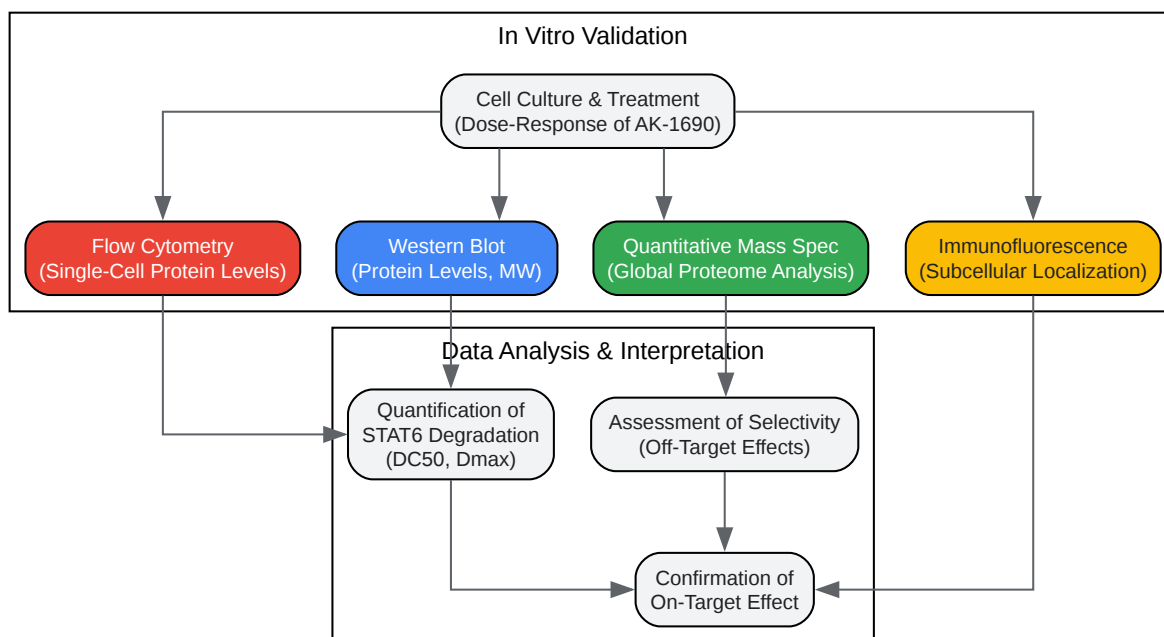 In Vitro Validation
Cell Culture & Treatment
(Dose-Response of AK-1690)
Flow Cytometry
(Single-Cell Protein Levels)
Western Blot
(Protein Levels, MW)
Quantitative Mass Spec
(Global Proteome Analysis)
Immunofluorescence
(Subcellular Localization)
Data Analysis & Interpretation
Quantification of
STAT6 Degradation
(DC50, Dmax)
Assessment of Selectivity
(Off-Target Effects)
Confirmation of
On-Target Effect